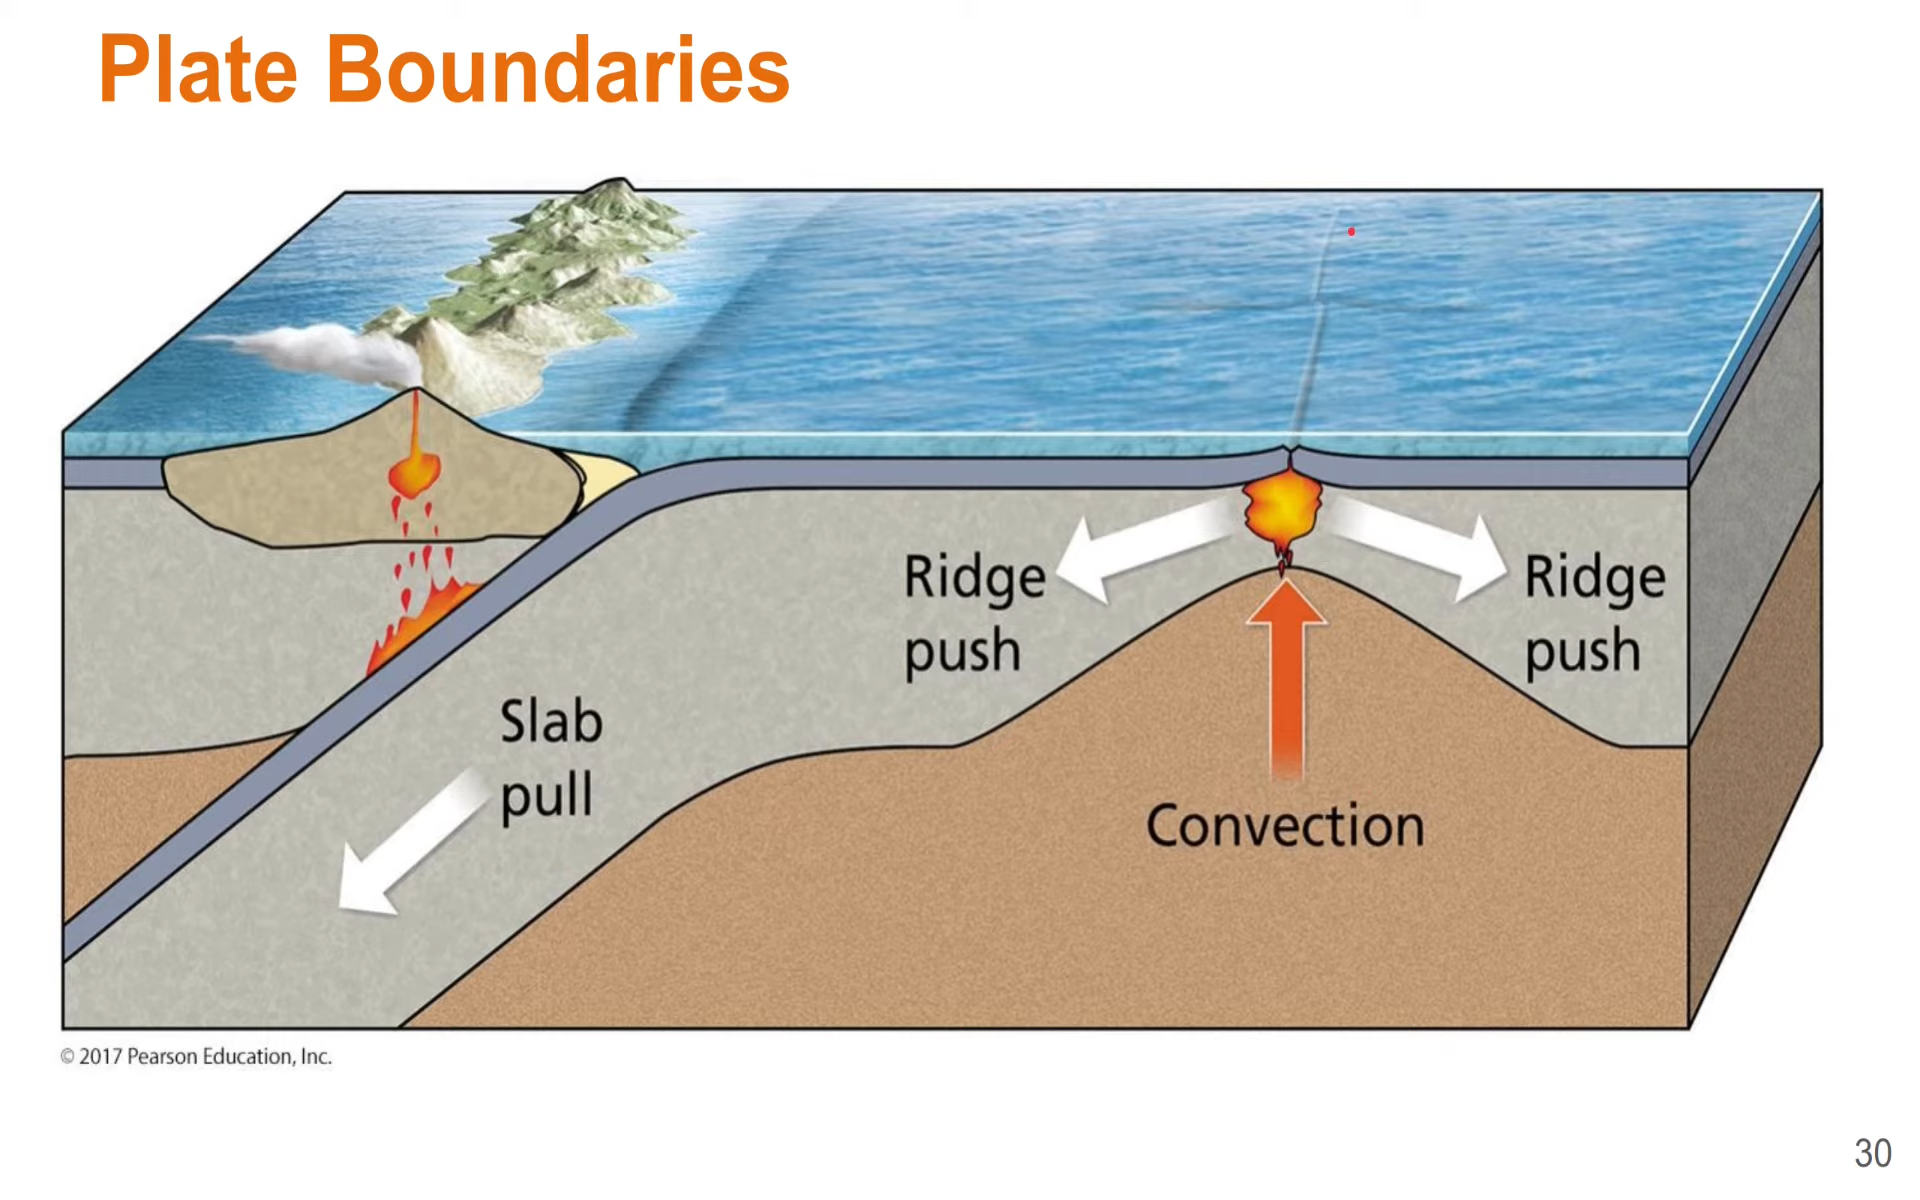 Plate Boundaries
Ridge
push
Ridge
push
Slab
pull
Convection
© 2017 Pearson Education, Inc.
30